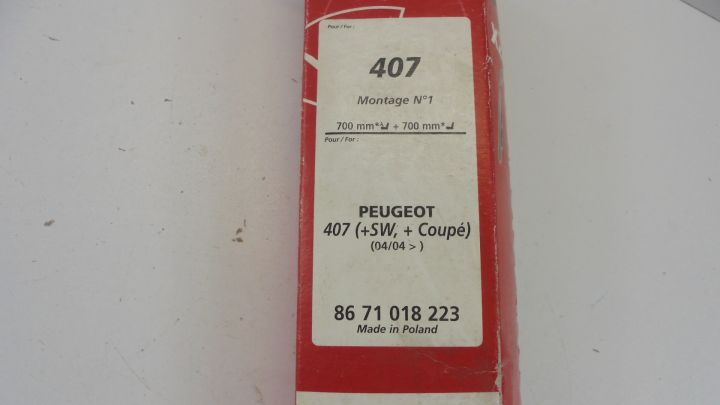 Pour / For :
407
Montage N°1
700 mm* + 700 mm*
Pour / For :
PEUGEOT
407 (+SW, + Coupé)
(04/04 > )
86 71 018 223
Made in Poland